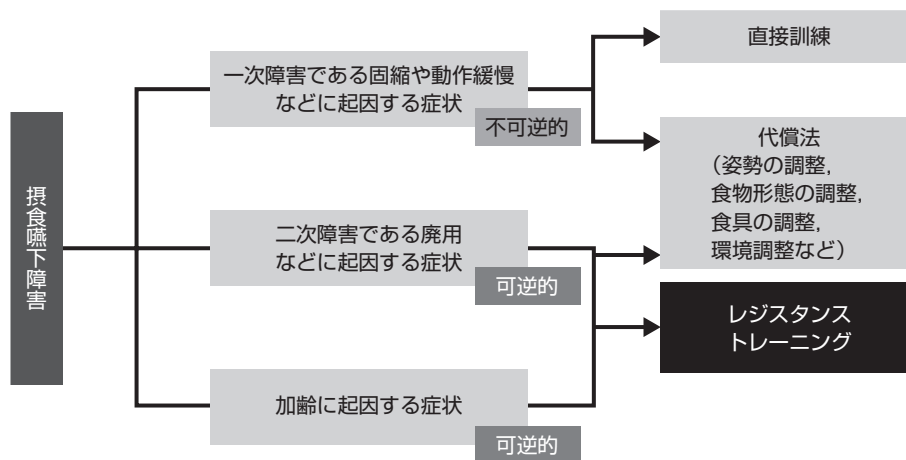 摂食嚥下障害
一次障害である固縮や動作緩慢
などに起因する症状
不可逆的
二次障害である廃用
などに起因する症状
可逆的
加齢に起因する症状
可逆的
直接訓練
代償法
（姿勢の調整，
食物形態の調整，
食具の調整，
環境調整など）
レジスタンス
トレーニング